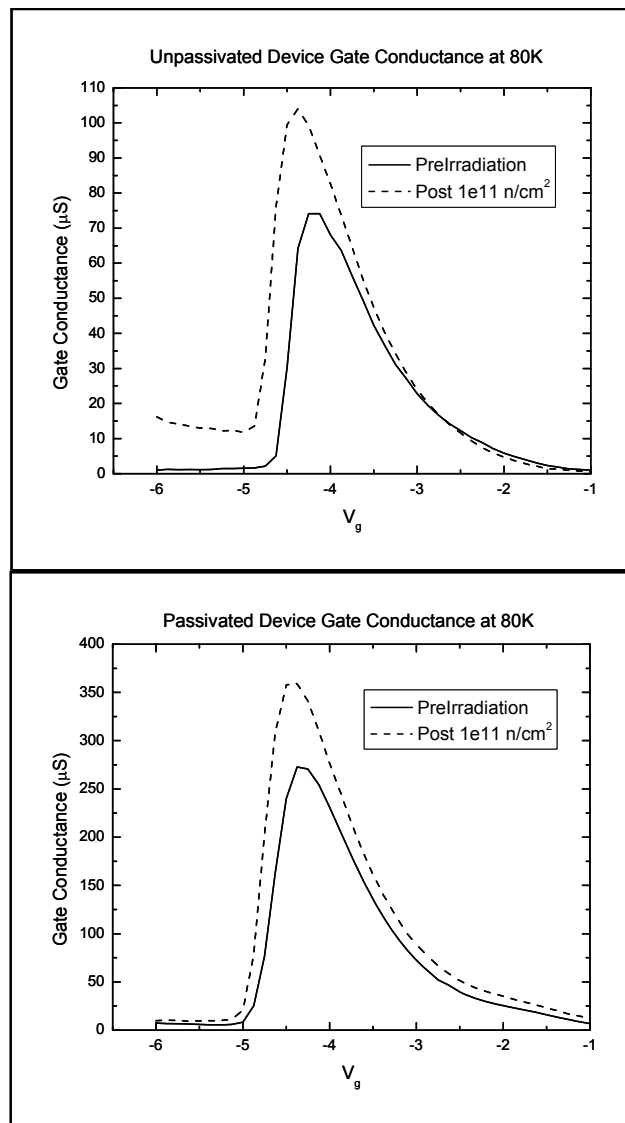 Unpassivated Device Gate Conductance at 80K
110
100
90
80
70
60
50
40
30
20
10
0
Gate Conductance (μS)
PreIrradiation
Post 1e11 n/cm²
-6 -5 -4 -3 -2 -1
Vg
Passivated Device Gate Conductance at 80K
400
350
300
250
200
150
100
50
0
Gate Conductance (μS)
PreIrradiation
Post 1e11 n/cm²
-6 -5 -4 -3 -2 -1
Vg